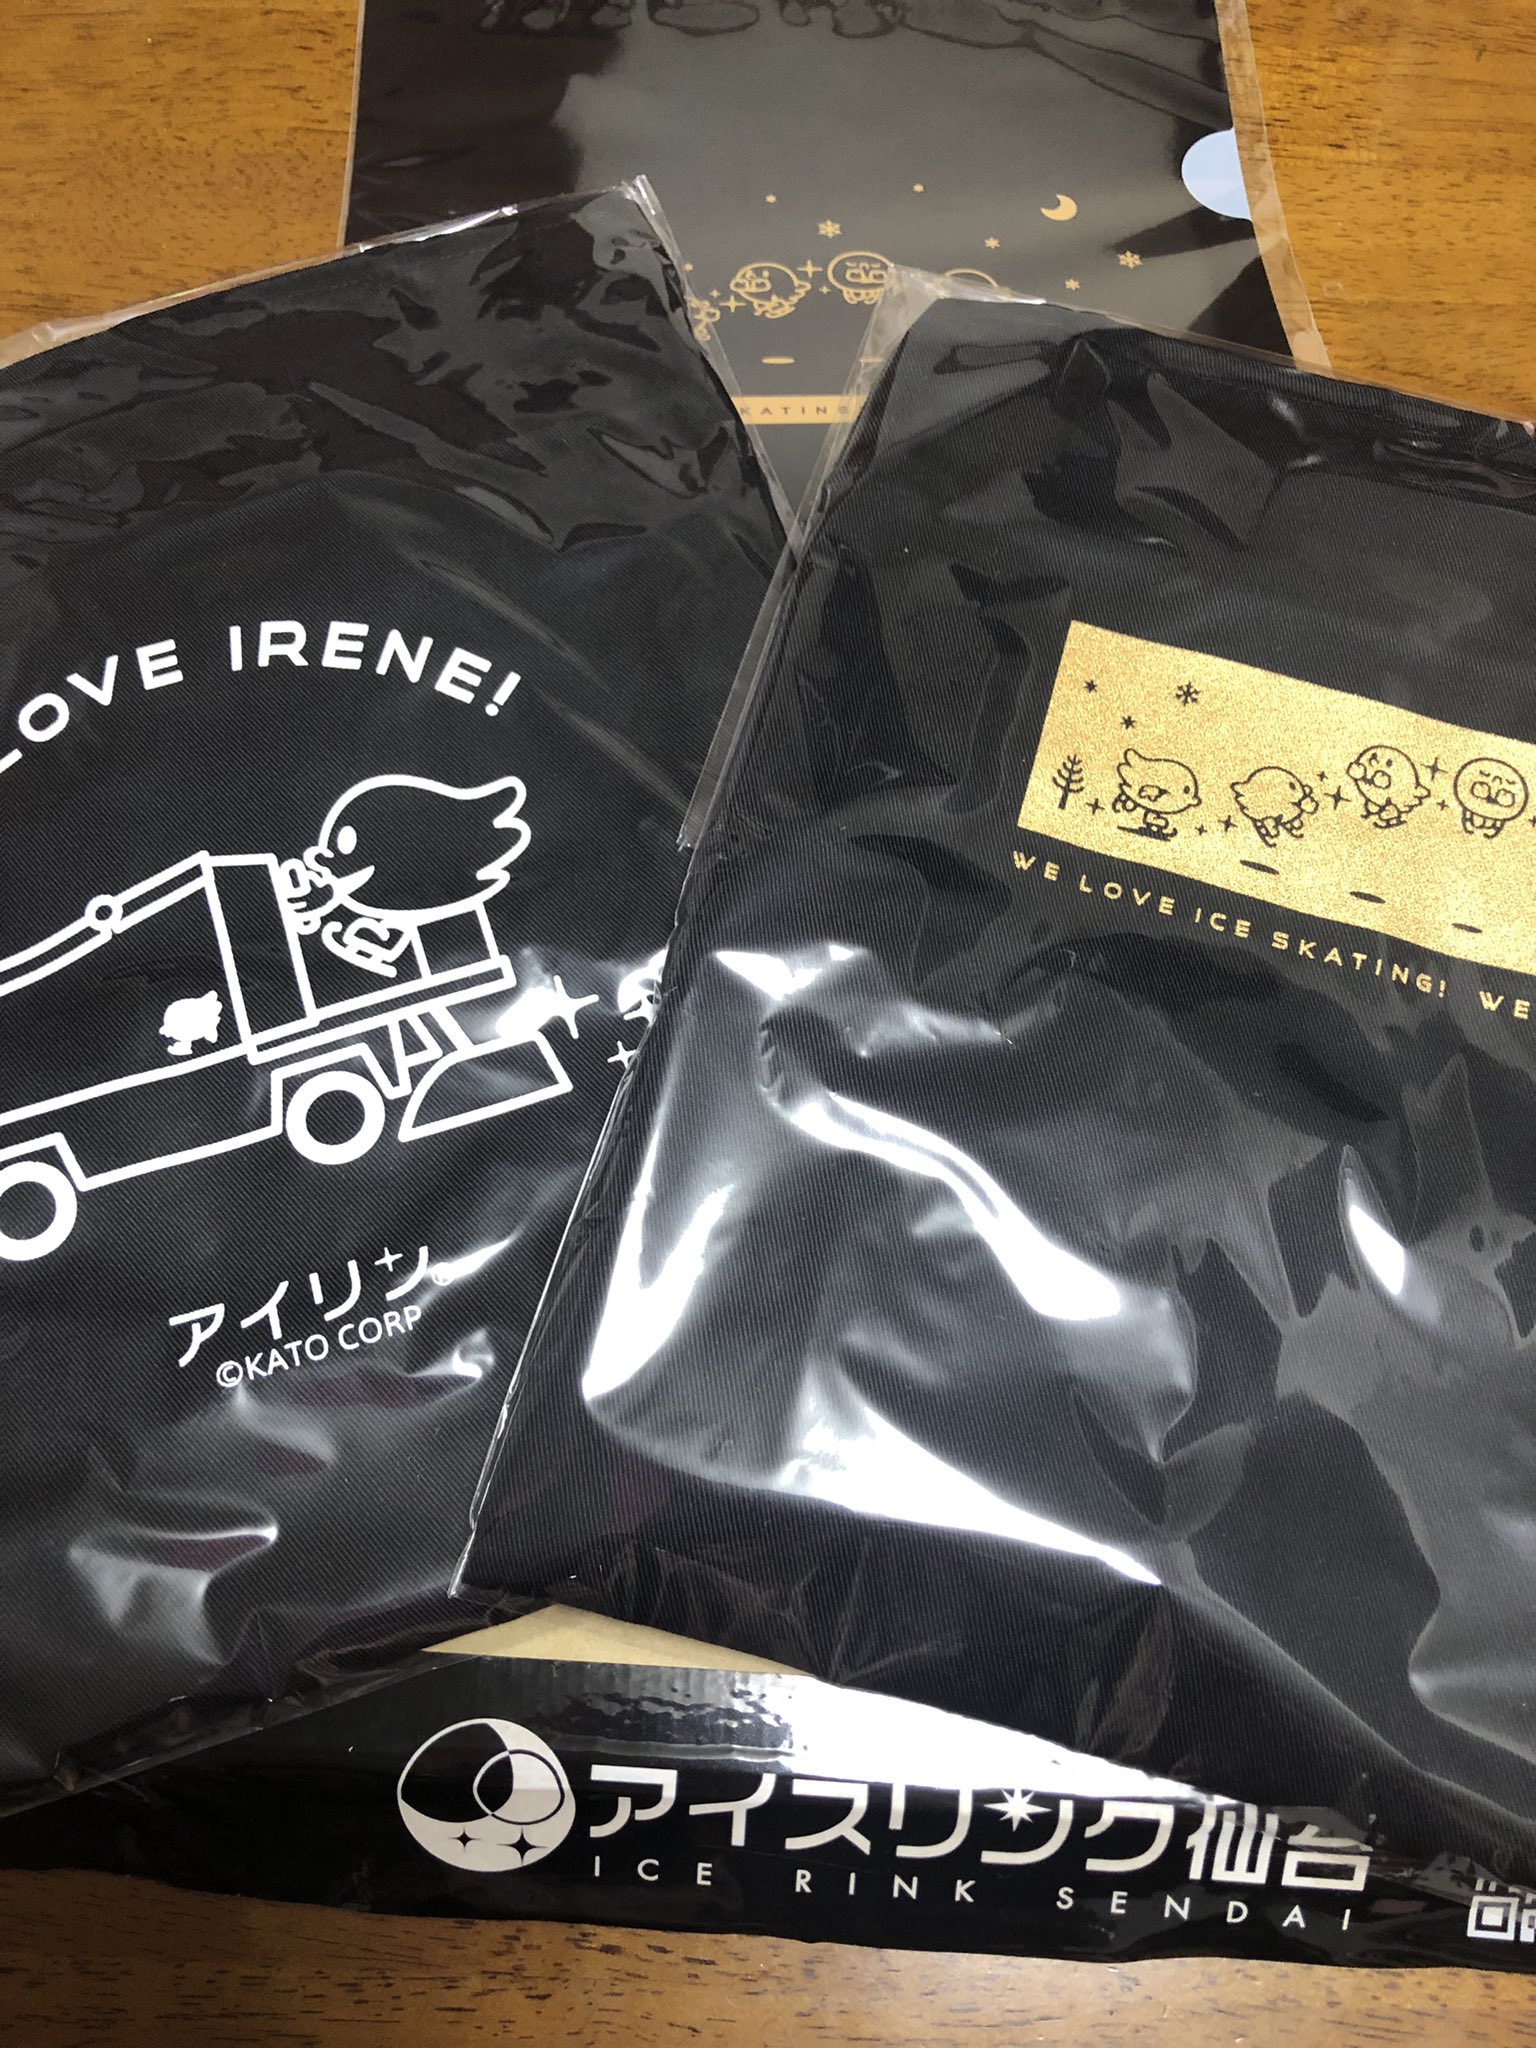 KATING
LOVE IRENE!
アイリン®
©KATO CORP
WE LOVE ICE SKATING! WE
アイスリンク仙台
ICE RINK SENDAI